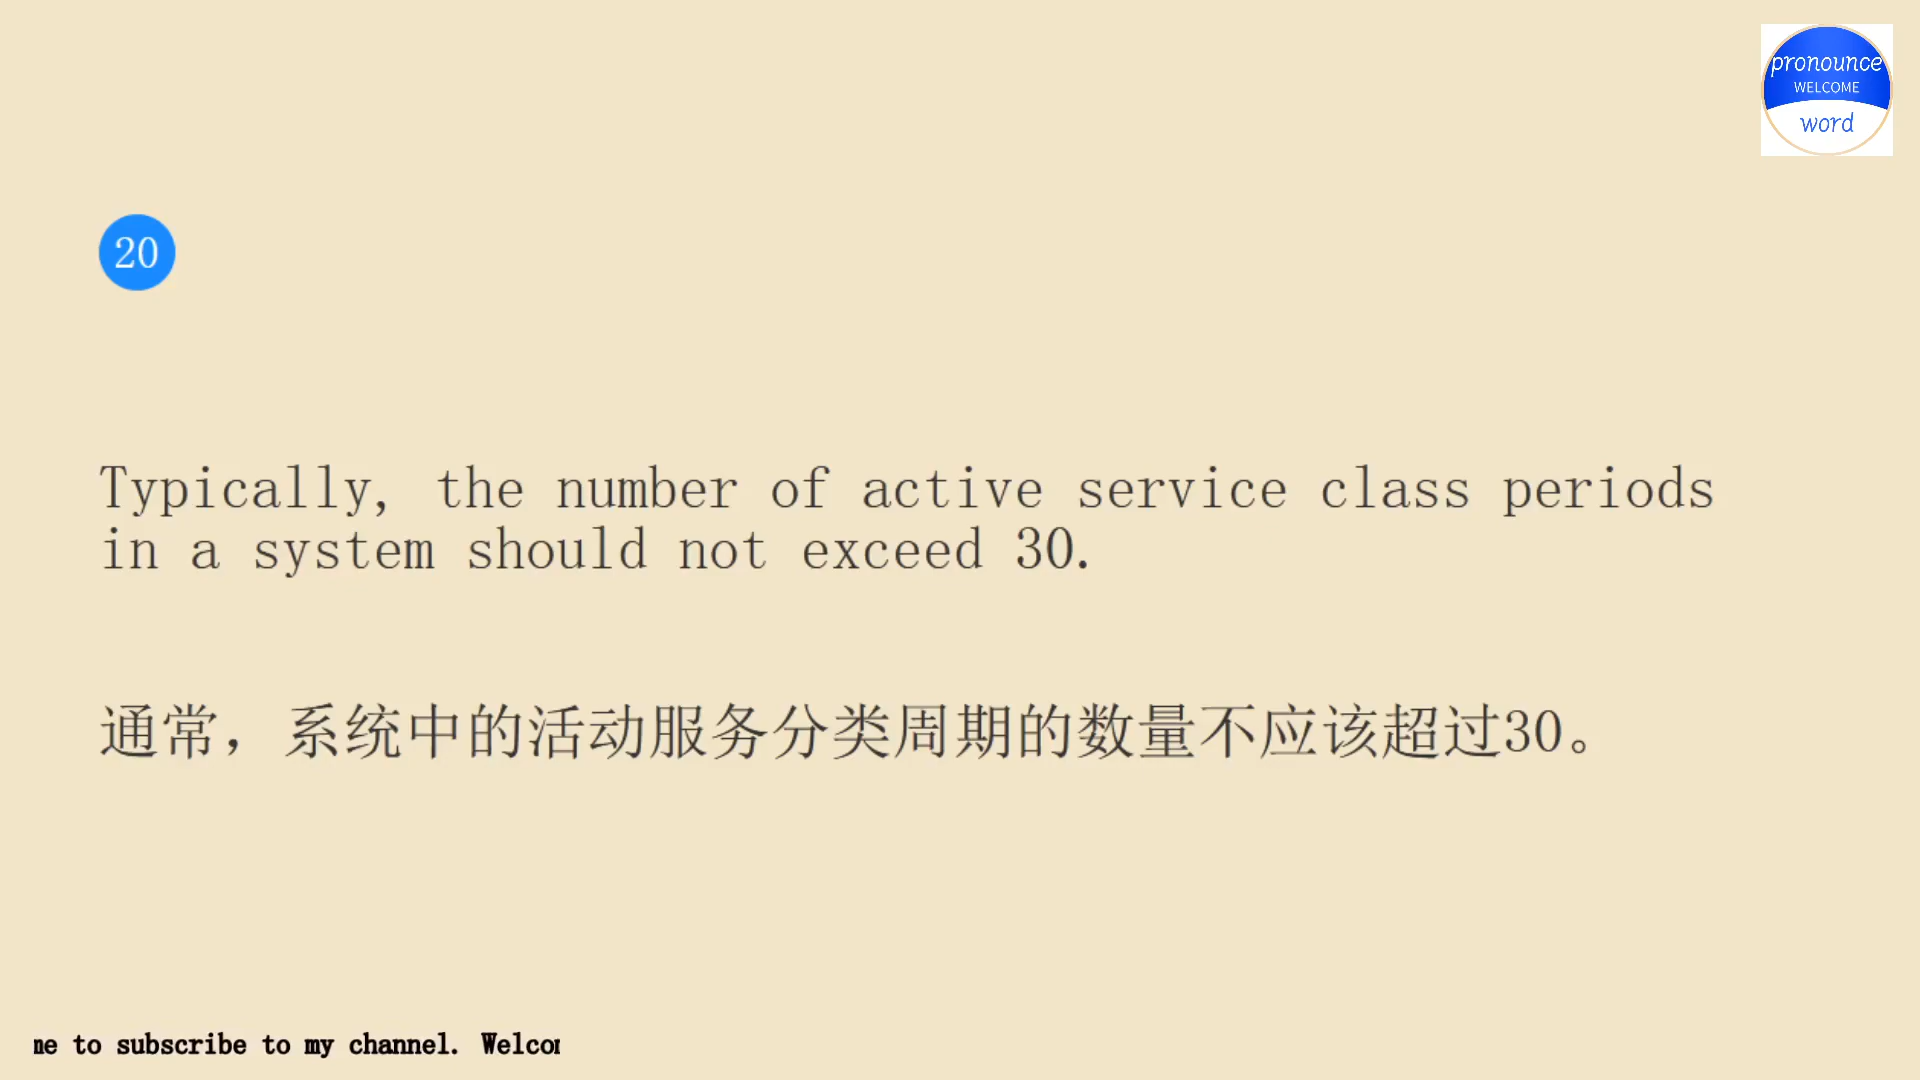 pronounce
WELCOME
word
20
Typically, the number of active service class periods
in a system should not exceed 30.
通常，系统中的活动服务分类周期的数量不应该超过30。
me to subscribe to my channel. Welcom